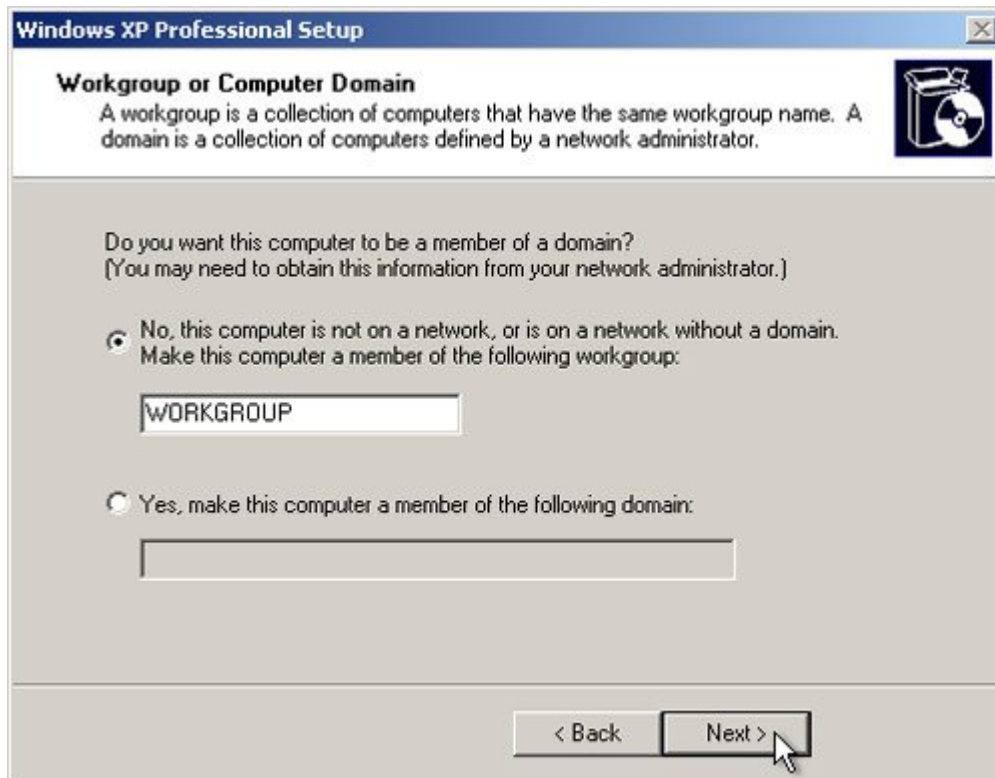 Windows XP Professional Setup
Workgroup or Computer Domain
A workgroup is a collection of computers that have the same workgroup name. A
domain is a collection of computers defined by a network administrator.
Do you want this computer to be a member of a domain?
(You may need to obtain this information from your network administrator.)
No, this computer is not on a network, or is on a network without a domain.
Make this computer a member of the following workgroup:
WORKGROUP
Yes, make this computer a member of the following domain:
< Back Next >